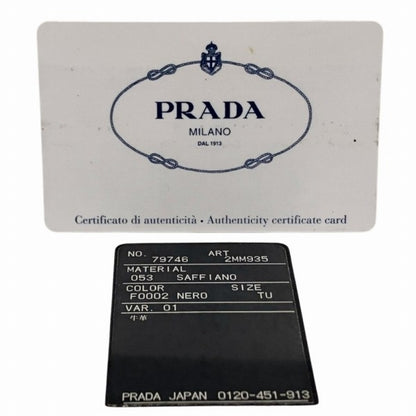 PRADA
MILANO
DAL 1913
Certificato di autenticità • Authenticity certificate card
NO. ART
79746 2MM935
MATERIAL
053 SAFFIANO
COLOR SIZE
F0002 NERO TU
VAR. 01
牛革
PRADA JAPAN 0120-451-913